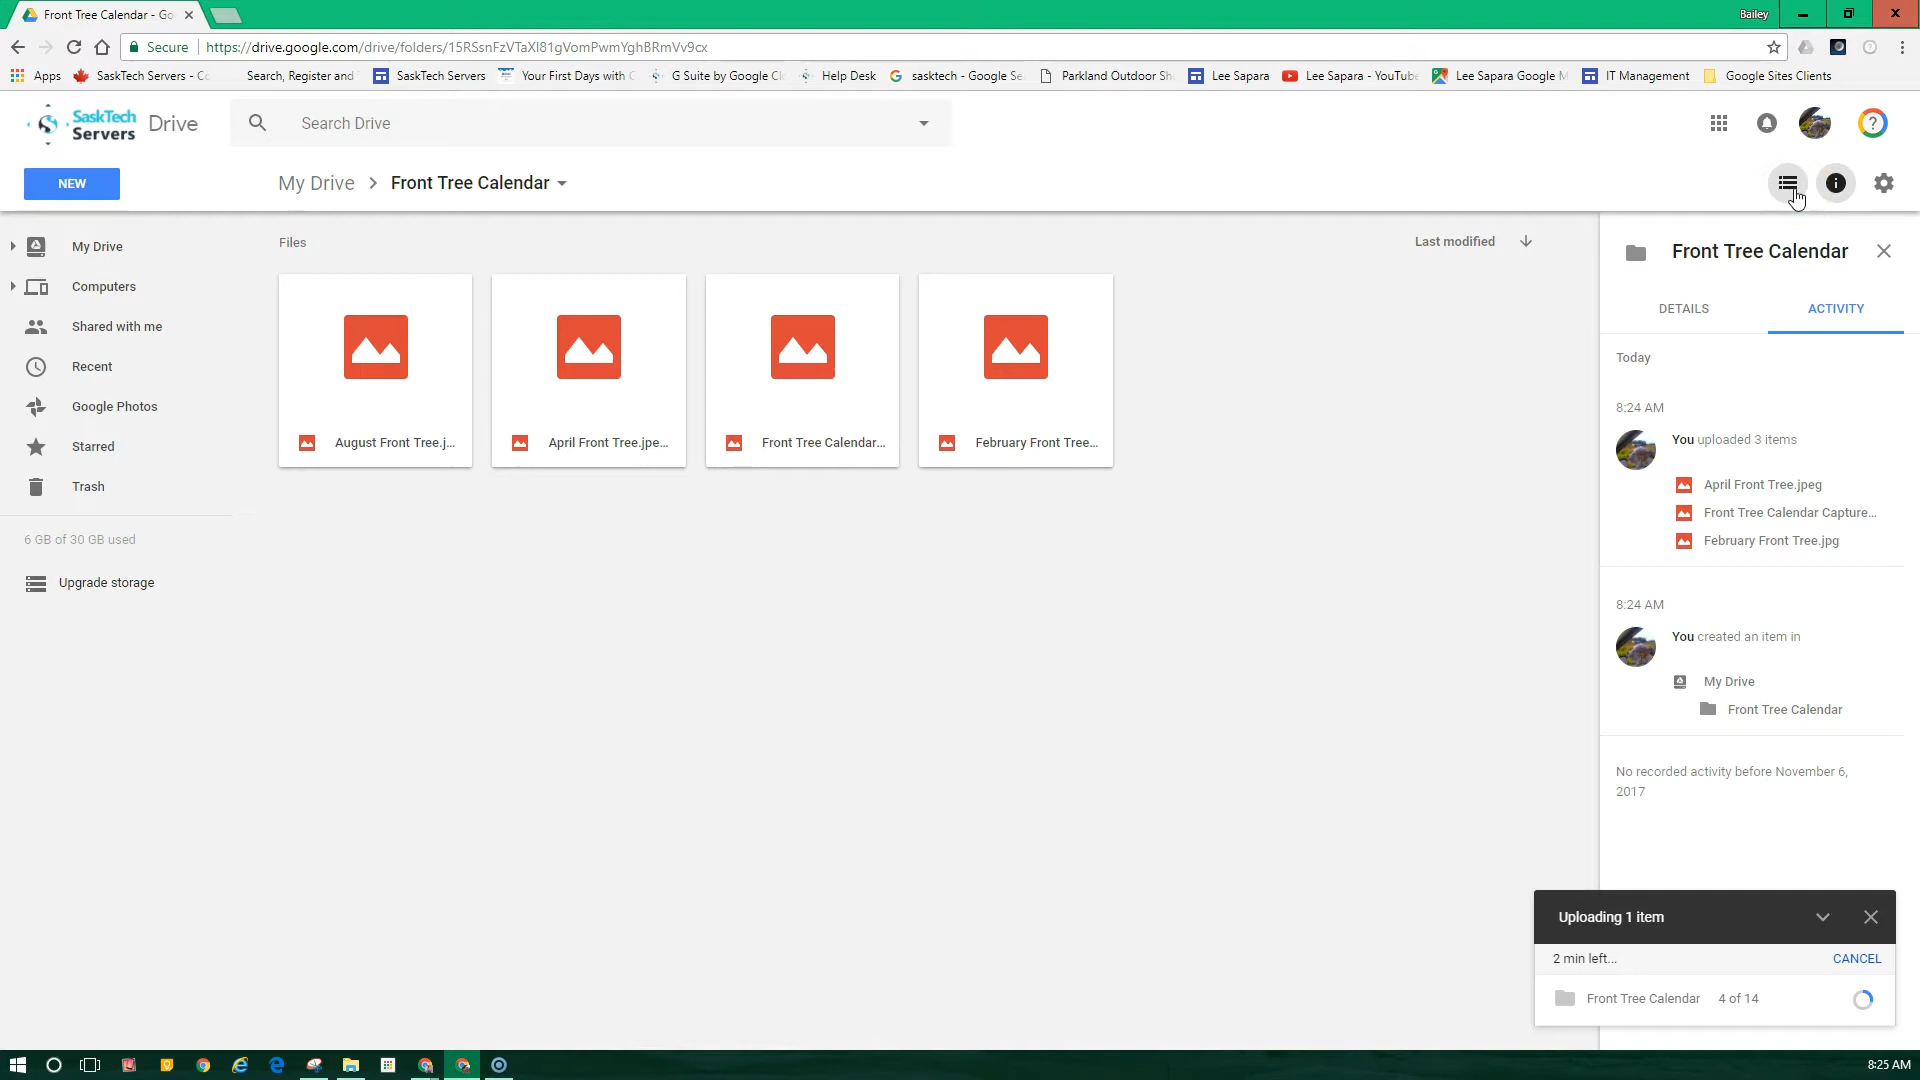 Front Tree Calendar - Go
Bailey
Secure
https://drive.google.com/drive/folders/15RSsnFzVTaXl81gVomPwmYghBRmVv9cx
Apps
SaskTech Servers - Co
Search, Register and
SaskTech Servers
Your First Days with G
G Suite by Google Clo
Help Desk
sasktech - Google Se
Parkland Outdoor Sh
Lee Sapara
Lee Sapara - YouTube
Lee Sapara Google M
IT Management
Google Sites Clients
SaskTech
Servers
Drive
Search Drive
?
NEW
My Drive > Front Tree Calendar
My Drive
Computers
Shared with me
Recent
Google Photos
Starred
Trash
6 GB of 30 GB used
Upgrade storage
Files
Last modified
August Front Tree.j...
April Front Tree.jpe...
Front Tree Calendar...
February Front Tree...
Front Tree Calendar
DETAILS
ACTIVITY
Today
8:24 AM
You uploaded 3 items
April Front Tree.jpeg
Front Tree Calendar Capture...
February Front Tree.jpg
8:24 AM
You created an item in
My Drive
Front Tree Calendar
No recorded activity before November 6,
2017
Uploading 1 item
2 min left...
CANCEL
Front Tree Calendar 4 of 14
8:25 AM